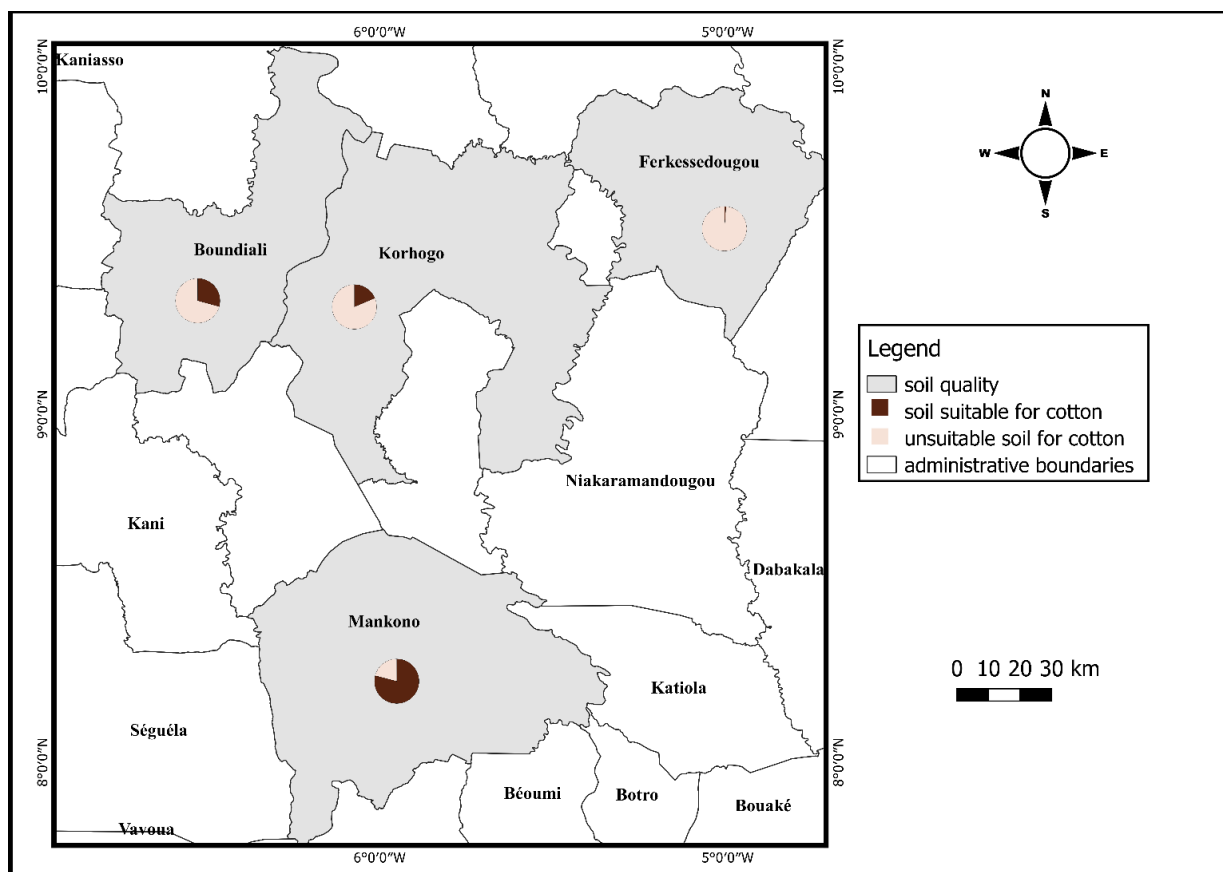 6°0'0"W
5°0'0"W
10°0'0"N
10°0'0"N
Kaniasso
Ferkessedougou
Boundiali
Korhogo
9°0'0"N
9°0'0"N
Niakaramandougou
Kani
Dabakala
Mankono
Katiola
Séguéla
8°0'0"N
8°0'0"N
Béoumi
Botro
Bouaké
Vavoua
6°0'0"W
5°0'0"W
N
W
E
S
Legend
soil quality
soil suitable for cotton
unsuitable soil for cotton
administrative boundaries
0 10 20 30 km